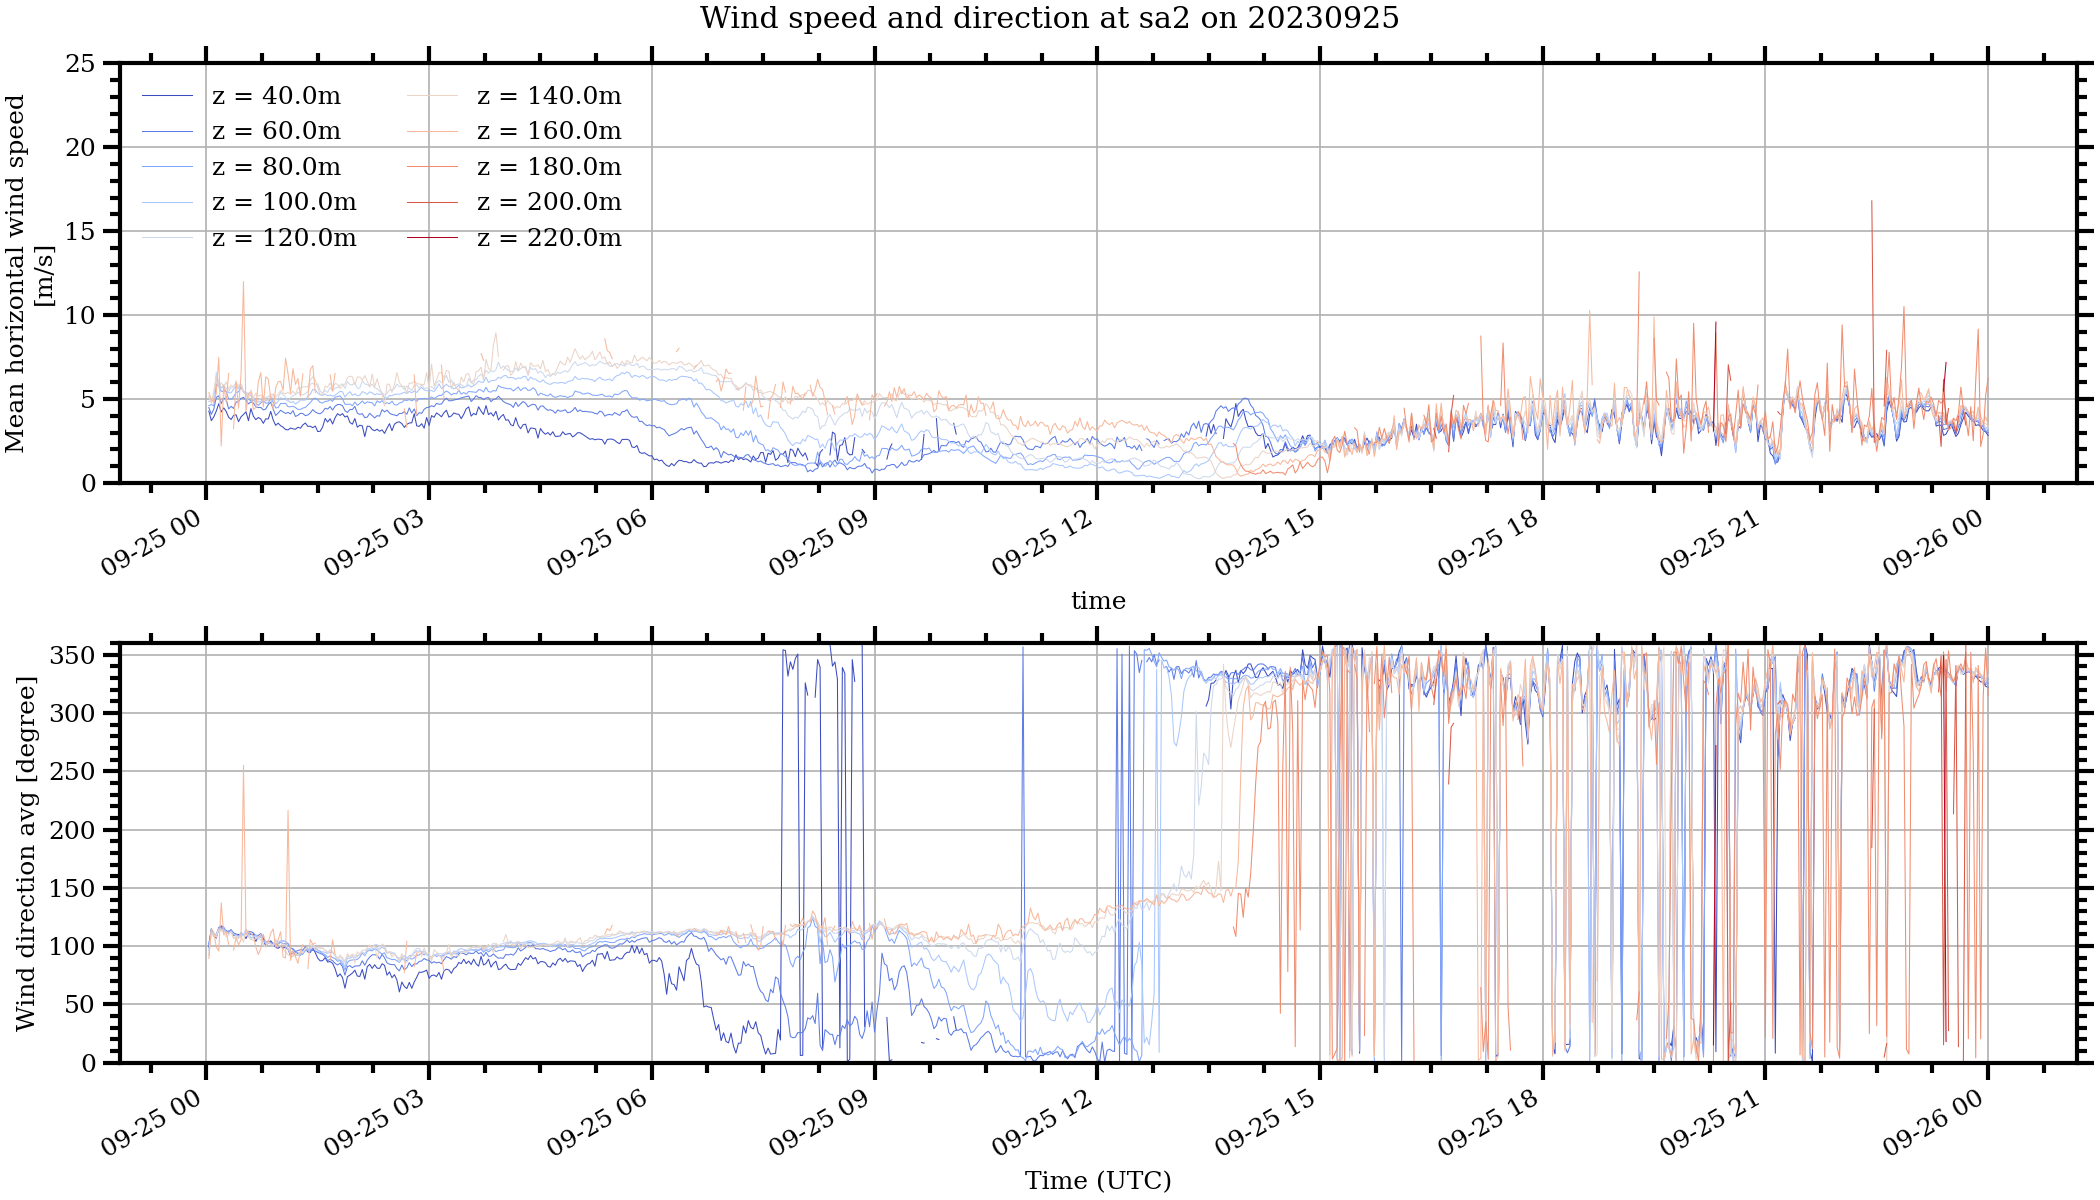 Wind speed and direction at sa2 on 20230925
Mean horizontal wind speed
[m/s]
25
20
15
10
5
0
z = 40.0m
z = 60.0m
z = 80.0m
z = 100.0m
z = 120.0m
z = 140.0m
z = 160.0m
z = 180.0m
z = 200.0m
z = 220.0m
09-25 00
09-25 03
09-25 06
09-25 09
09-25 12
09-25 15
09-25 18
09-25 21
09-26 00
time
Wind direction avg [degree]
350
300
250
200
150
100
50
0
09-25 00
09-25 03
09-25 06
09-25 09
09-25 12
09-25 15
09-25 18
09-25 21
09-26 00
Time (UTC)